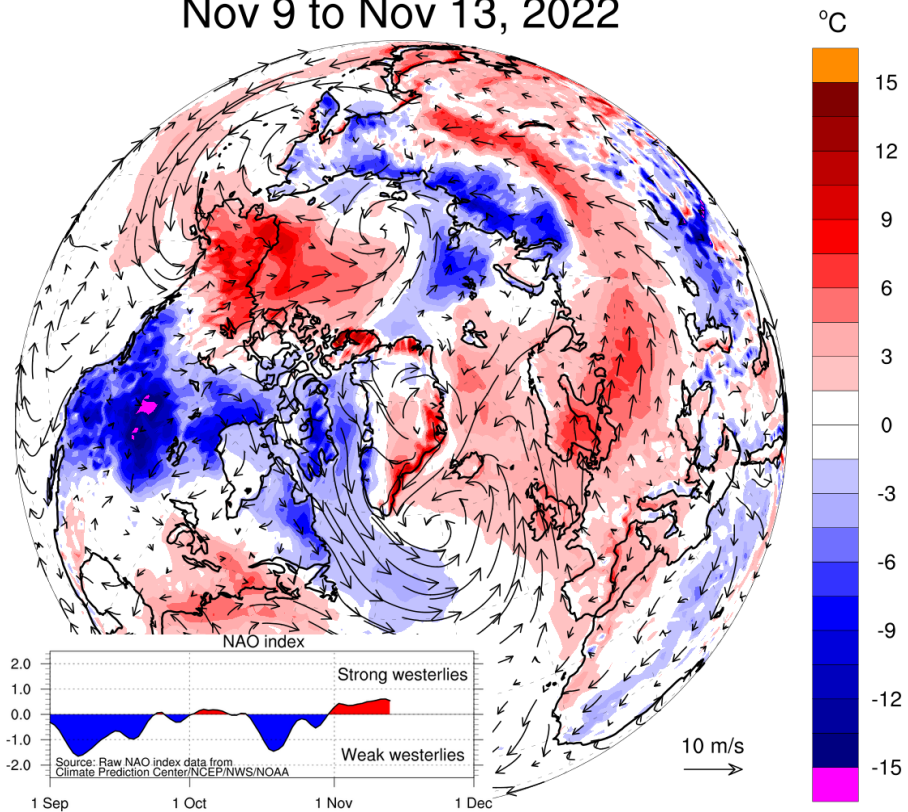 Nov 9 to Nov 13, 2022
°C
15
12
9
6
3
0
-3
-6
-9
-12
-15
10 m/s
NAO index
2.0
1.0
0.0
-1.0
-2.0
Strong westerlies
Weak westerlies
Source: Raw NAO index data from
Climate Prediction Center/NCEP/NWS/NOAA
1 Sep
1 Oct
1 Nov
1 Dec